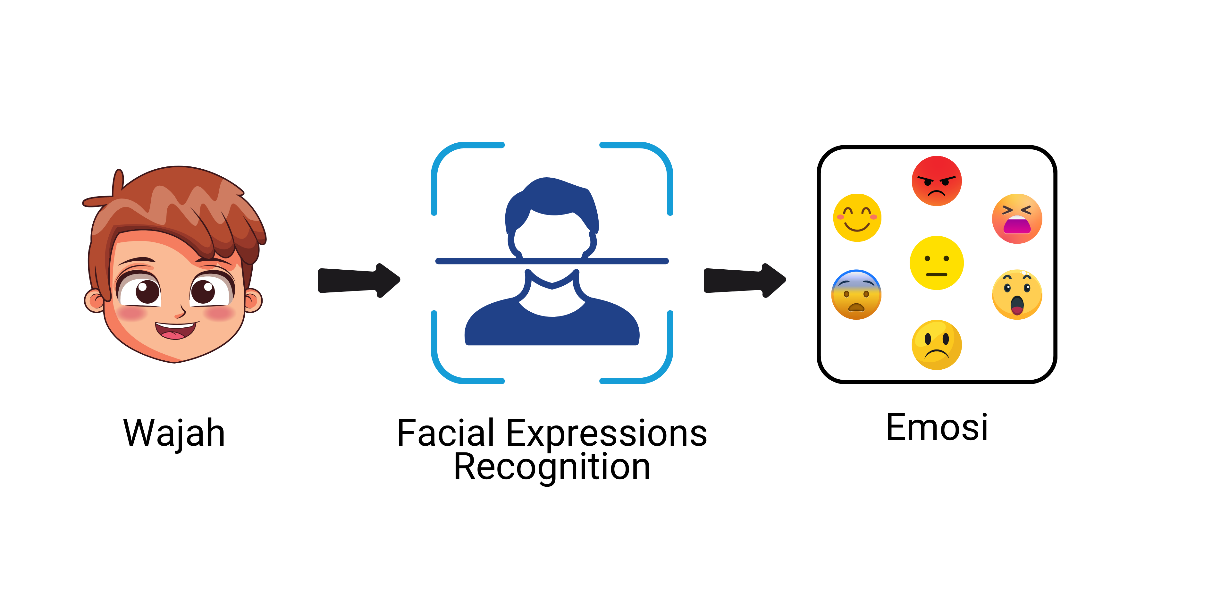 Wajah
Facial Expressions
Recognition
Emosi